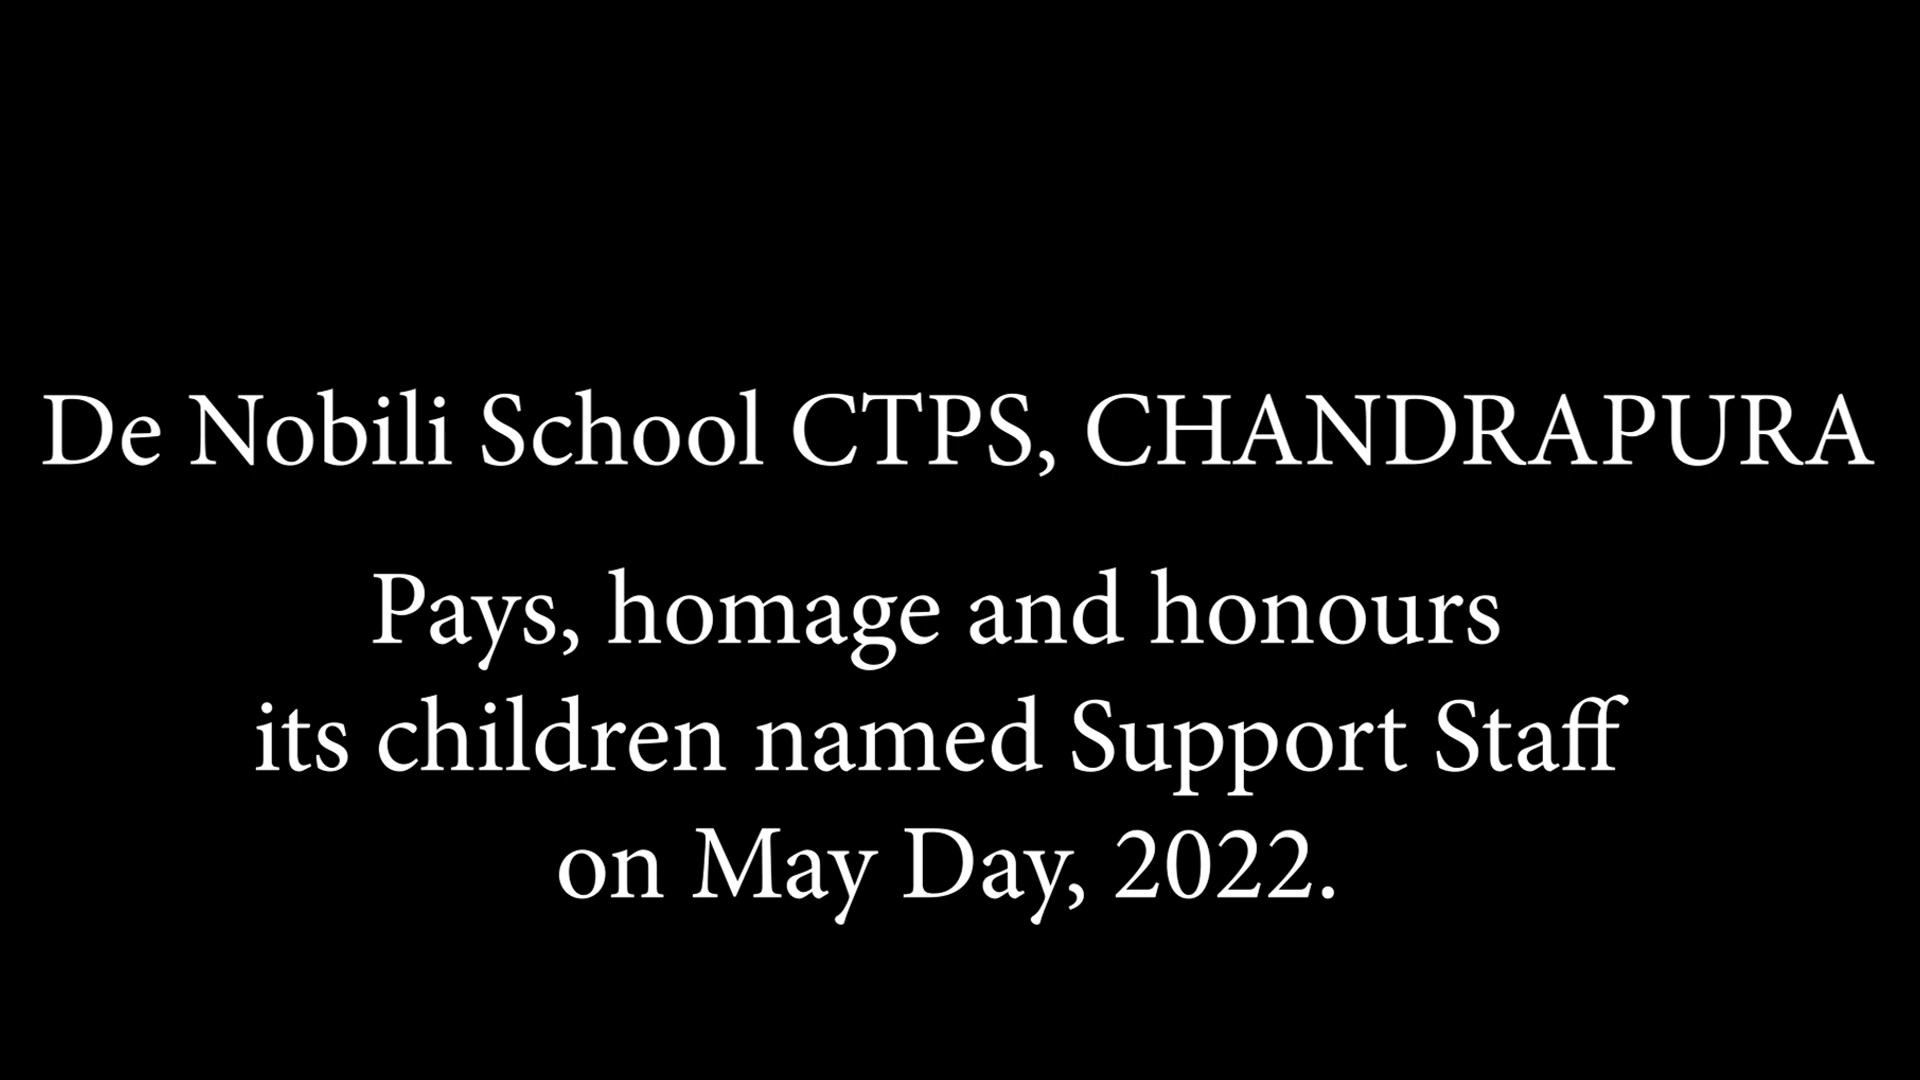 De Nobili School CTPS, CHANDRAPURA
Pays, homage and honours
its children named Support Staff
on May Day, 2022.